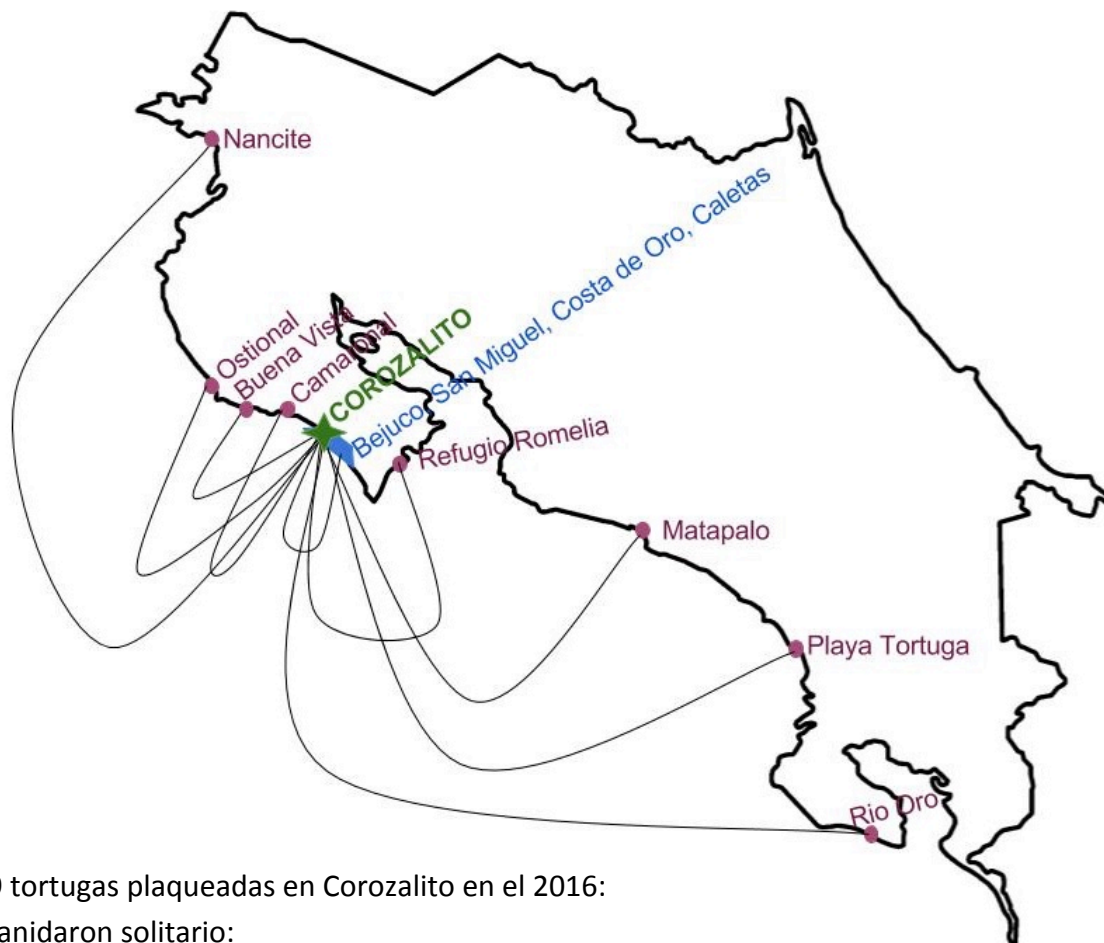 Nancite
Ostional
Buena Vista
Camaronal
COROZALITO
Bejuco, San Miguel, Costa de Oro, Caletas
Refugio Romelia
Matapalo
Playa Tortuga
Rio Oro
tortugas plaqueadas en Corozalito en el 2016:
anidaron solitario: